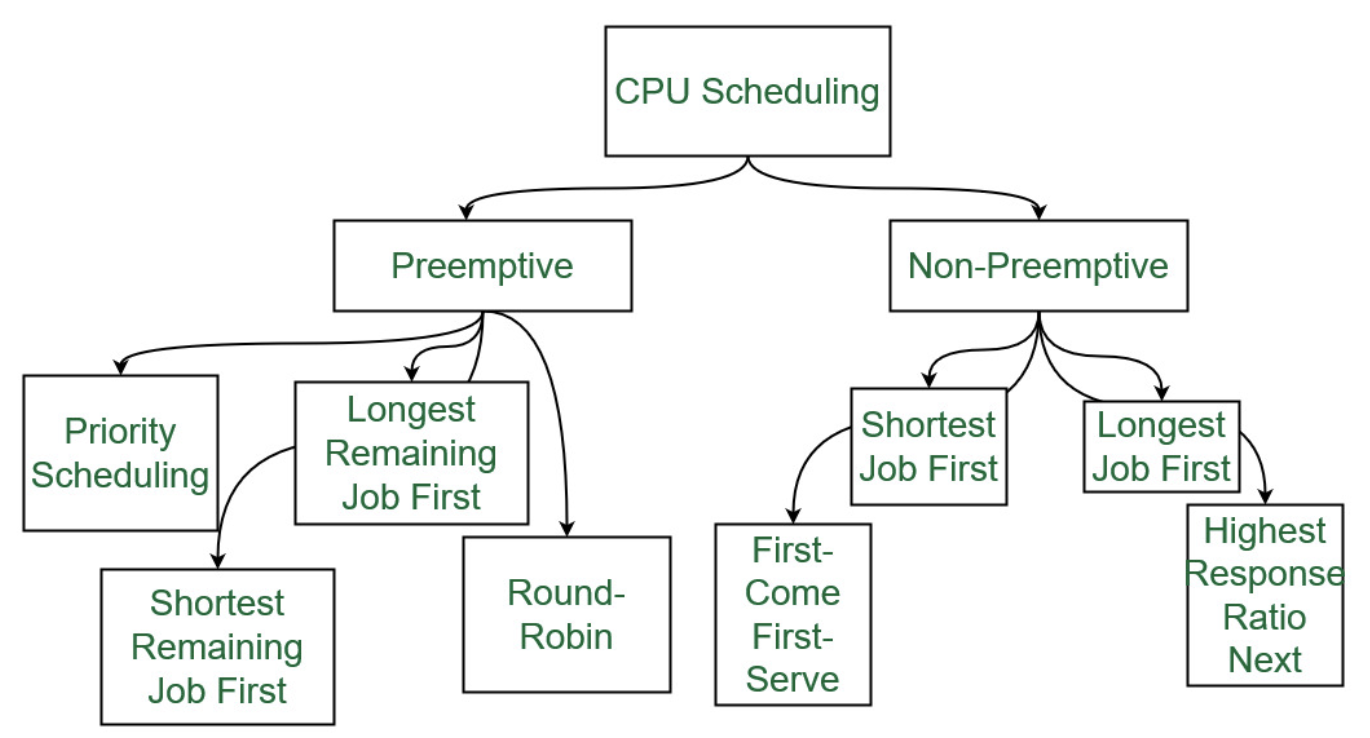 CPU Scheduling
Preemptive
Non-Preemptive
Priority
Scheduling
Longest
Remaining
Job First
Shortest
Job First
Longest
Job First
Shortest
Remaining
Job First
Round-
Robin
First-
Come
First-
Serve
Highest
Response
Ratio
Next